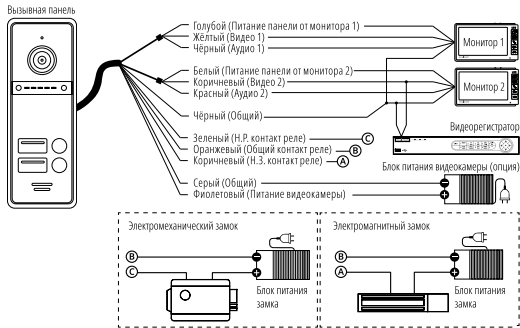 Вызывная панель
Голубой (Питание панели от монитора 1)
Жёлтый (Видео 1)
Чёрный (Аудио 1)
Монитор 1
Белый (Питание панели от монитора 2)
Коричневый (Видео 2)
Красный (Аудио 2)
Монитор 2
Чёрный (Общий)
Видеорегистратор
Зеленый (Н.Р. контакт реле) C
Оранжевый (Общий контакт реле) B
Коричневый (Н.З. контакт реле) A
Блок питания видеокамеры (опция)
Серый (Общий)
Фиолетовый (Питание видеокамеры)
Электромеханический замок
B
C
Блок питания
замка
Электромагнитный замок
B
A
Блок питания
замка